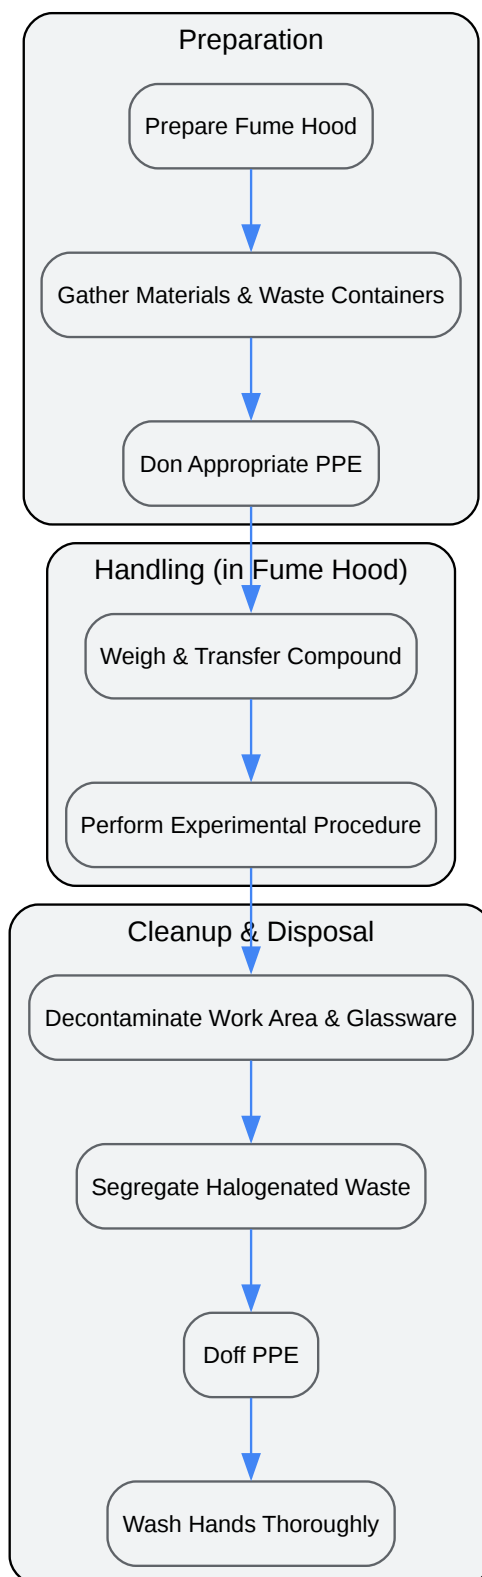 Preparation
Prepare Fume Hood
Gather Materials & Waste Containers
Don Appropriate PPE
Handling (in Fume Hood)
Weigh & Transfer Compound
Perform Experimental Procedure
Cleanup & Disposal
Decontaminate Work Area & Glassware
Segregate Halogenated Waste
Doff PPE
Wash Hands Thoroughly